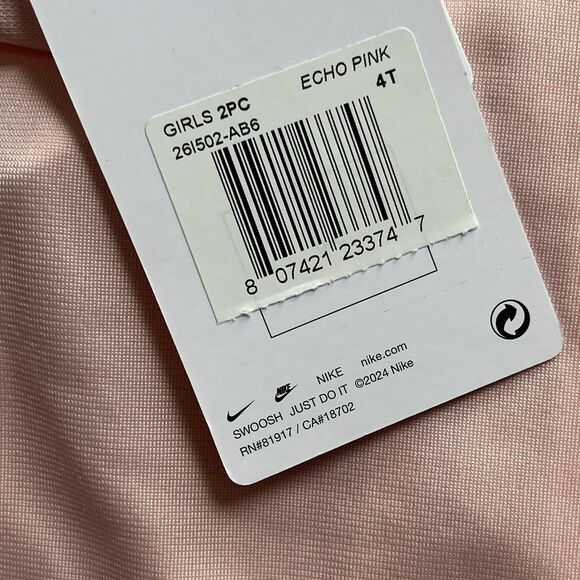 GIRLS 2PC ECHO PINK
26I502-AB6 4T
8 07421 23374 7
NIKE nike.com
SWOOSH JUST DO IT ©2024 Nike
RN#81917 / CA#18702